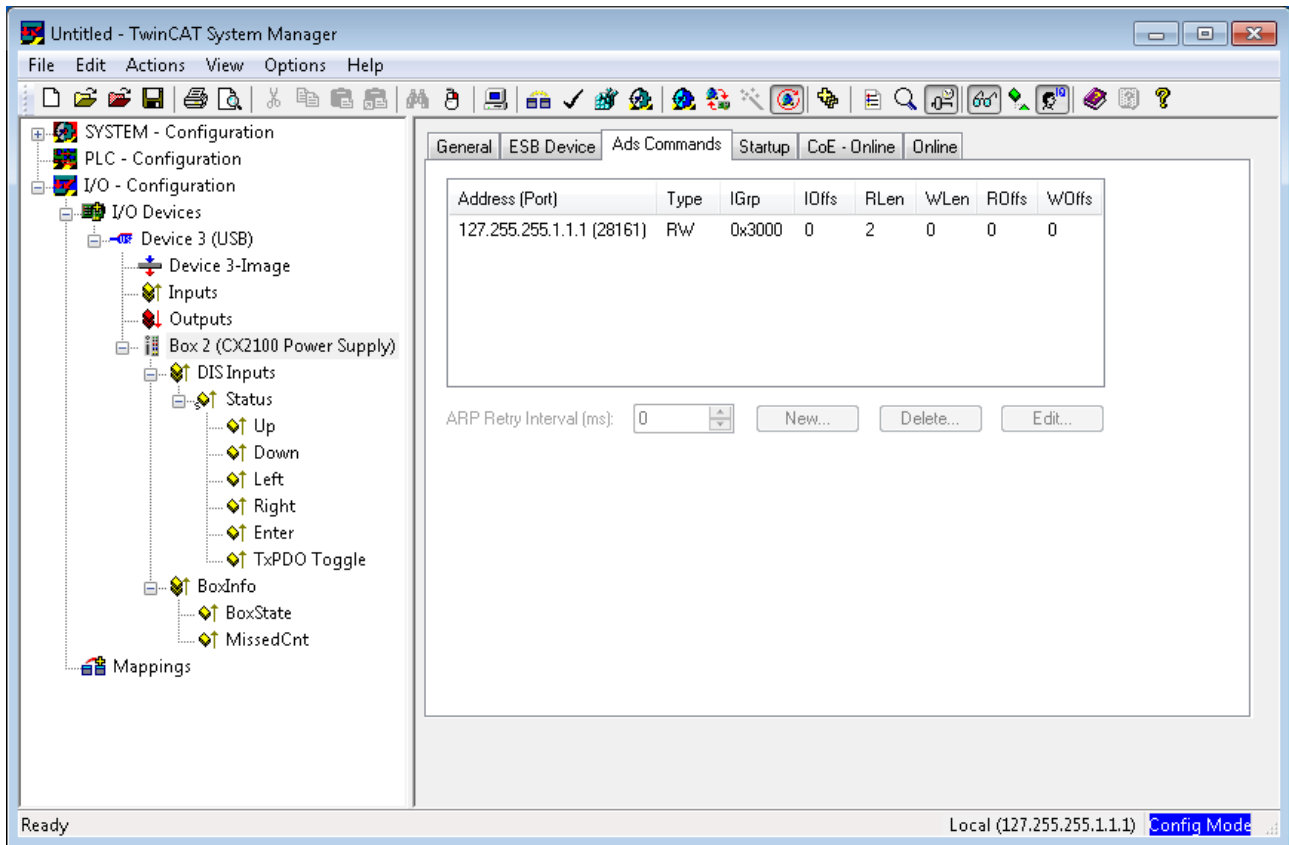 Untitled - TwinCAT System Manager
File Edit Actions View Options Help
SYSTEM - Configuration
PLC - Configuration
I/O - Configuration
I/O Devices
Device 3 (USB)
Device 3-Image
Inputs
Outputs
Box 2 (CX2100 Power Supply)
DIS Inputs
Status
Up
Down
Left
Right
Enter
TxPDO Toggle
BoxInfo
BoxState
MissedCnt
Mappings
General ESB Device Ads Commands Startup CoE - Online Online
Address (Port) Type IGrp IOffs RLen WLen ROffs WOffs
127.255.255.1.1.1 (28161) RW 0x3000 0 2 0 0 0
ARP Retry Interval (ms): 0 New... Delete... Edit...
Ready Local (127.255.255.1.1.1) Config Mode